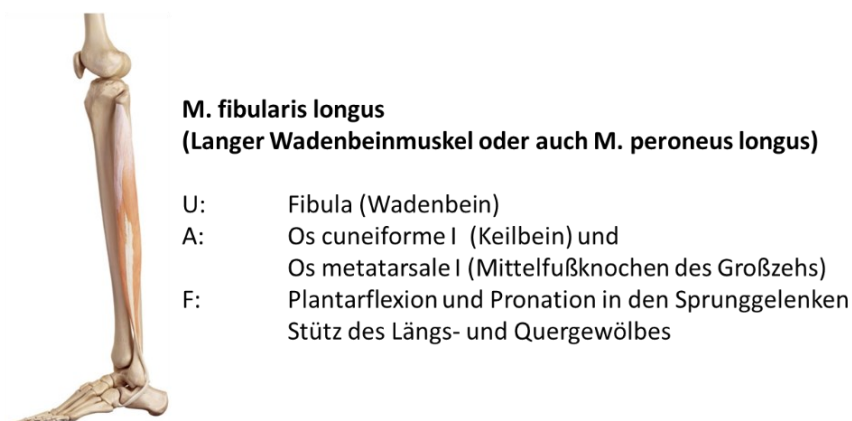 M. fibularis longus
(Langer Wadenbeinmuskel oder auch M. peroneus longus)
U: Fibula (Wadenbein)
A: Os cuneiforme I (Keilbein) und
Os metatarsale I (Mittelfußknochen des Großzehs)
F: Plantarflexion und Pronation in den Sprunggelenken
Stütz des Längs- und Quergewölbes